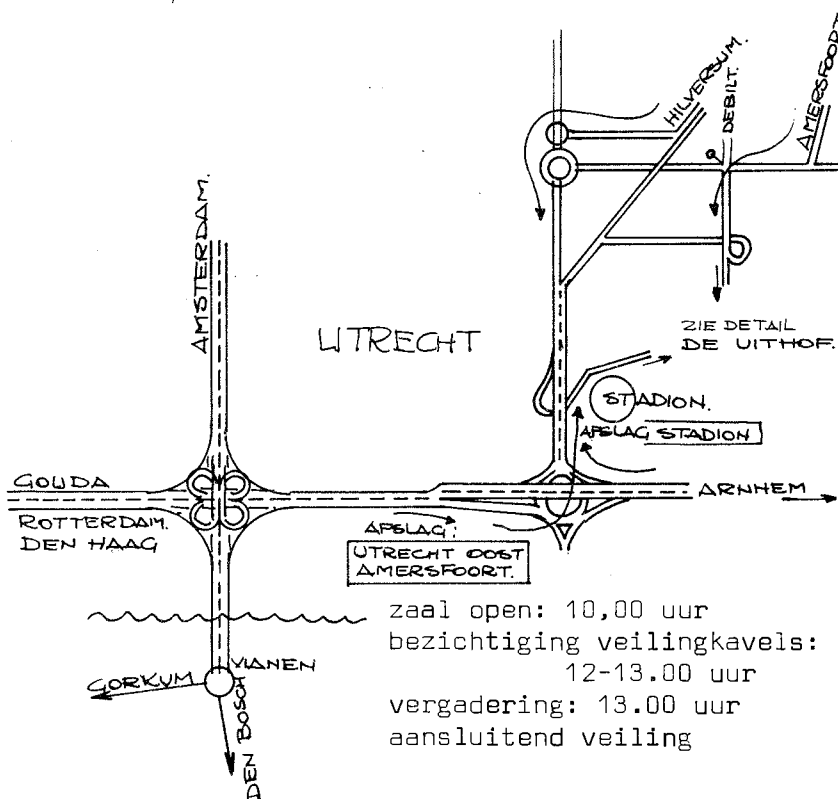 HILVERSUM.
DEBILT.
AMERSFOORT
AMSTERDAM.
UTRECHT
ZIE DETAIL
DE UITHOF.
STADION.
AFSLAG STADION
GOUDA
ROTTERDAM.
DEN HAAG
ARNHEM
AFSLAG:
UTRECHT OOST
AMERSFOORT.
VIANEN
GORKUM
DEN BOSCH
zaal open: 10,00 uur
bezichtiging veilingkavels:
12-13.00 uur
vergadering: 13.00 uur
aansluitend veiling